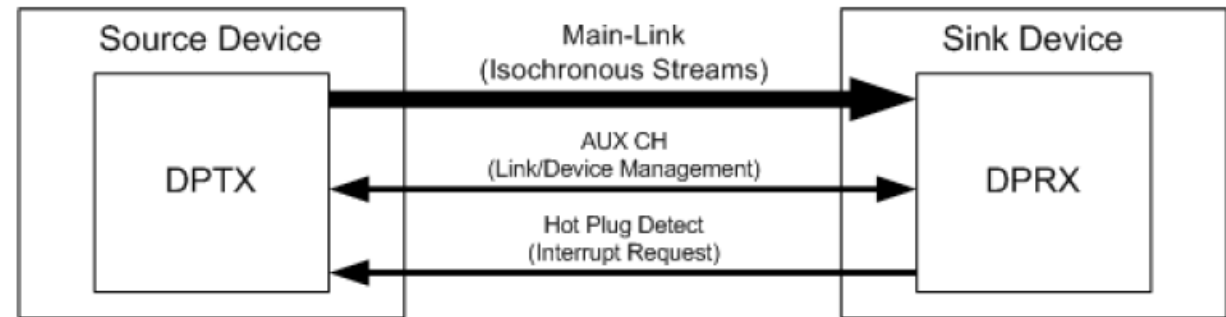 Source Device
Main-Link
(Isochronous Streams)
Sink Device
AUX CH
(Link/Device Management)
DPTX
DPRX
Hot Plug Detect
(Interrupt Request)